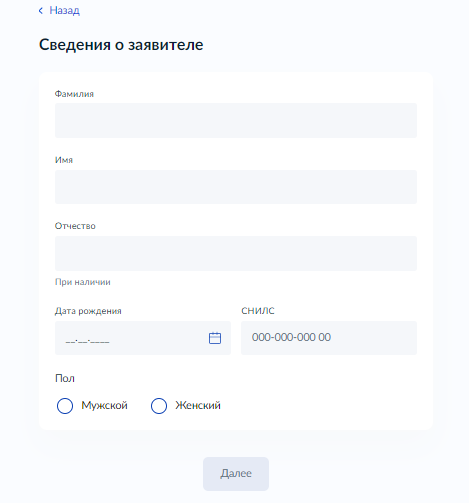 Назад
Сведения о заявителе
Фамилия
Имя
Отчество
При наличии
Дата рождения СНИЛС
__.__.____ 000-000-000 00
Пол
Мужской Женский
Далее